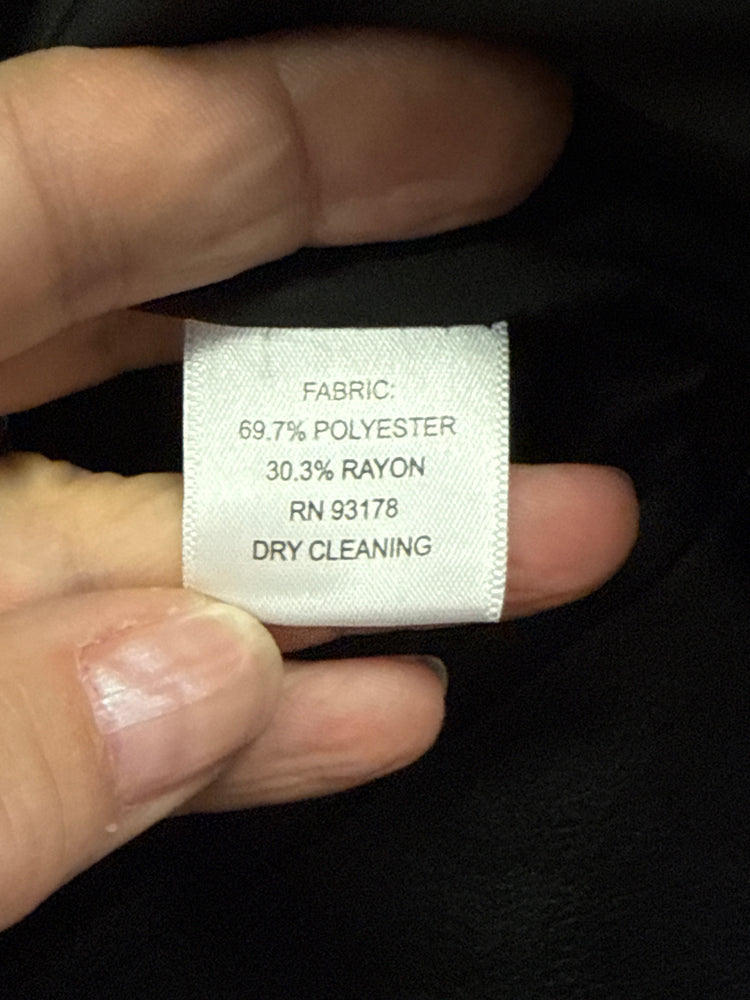 FABRIC:
69.7% POLYESTER
30.3% RAYON
RN 93178
DRY CLEANING